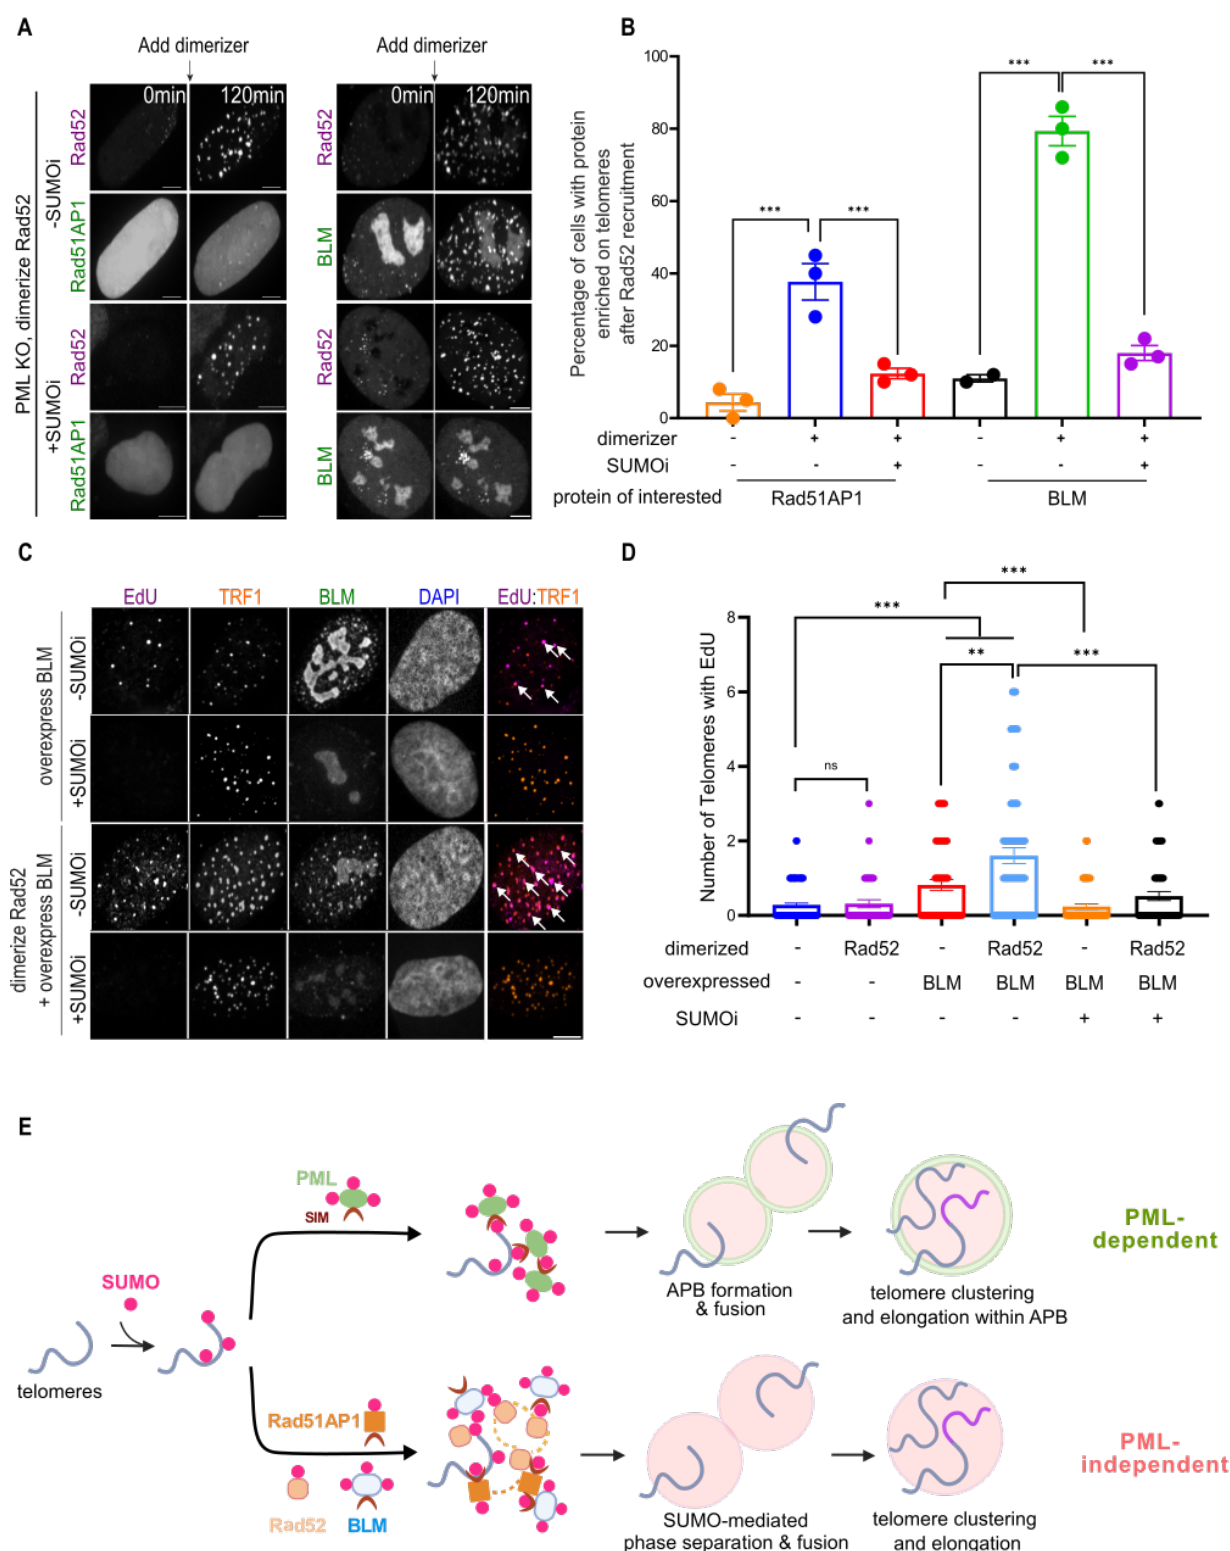 A
Add dimerizer
Add dimerizer
0min
120min
0min
120min
PML KO, dimerize Rad52
-SUMOi
+SUMOi
Rad52
Rad51AP1
Rad52
Rad51AP1
Rad52
BLM
Rad52
BLM
B
Percentage of cells with protein
enriched on telomeres
after Rad52 recruitment
100
80
60
40
20
0
*** *** *** ***
dimerizer - + + - + +
SUMOi - - + - - +
protein of interested Rad51AP1 BLM
C
EdU TRF1 BLM DAPI EdU:TRF1
overexpress BLM
-SUMOi
+SUMOi
dimerize Rad52
+ overexpress BLM
-SUMOi
+SUMOi
D
Number of Telomeres with EdU
8
6
4
2
0
***
***
** ***
ns
dimerized - Rad52 - Rad52 - Rad52
overexpressed - - BLM BLM BLM BLM
SUMOi - - - - + +
E
PML
SIM
SUMO
telomeres
APB formation
& fusion
telomere clustering
and elongation within APB
PML-
dependent
Rad51AP1
Rad52 BLM
SUMO-mediated
phase separation & fusion
telomere clustering
and elongation
PML-
independent